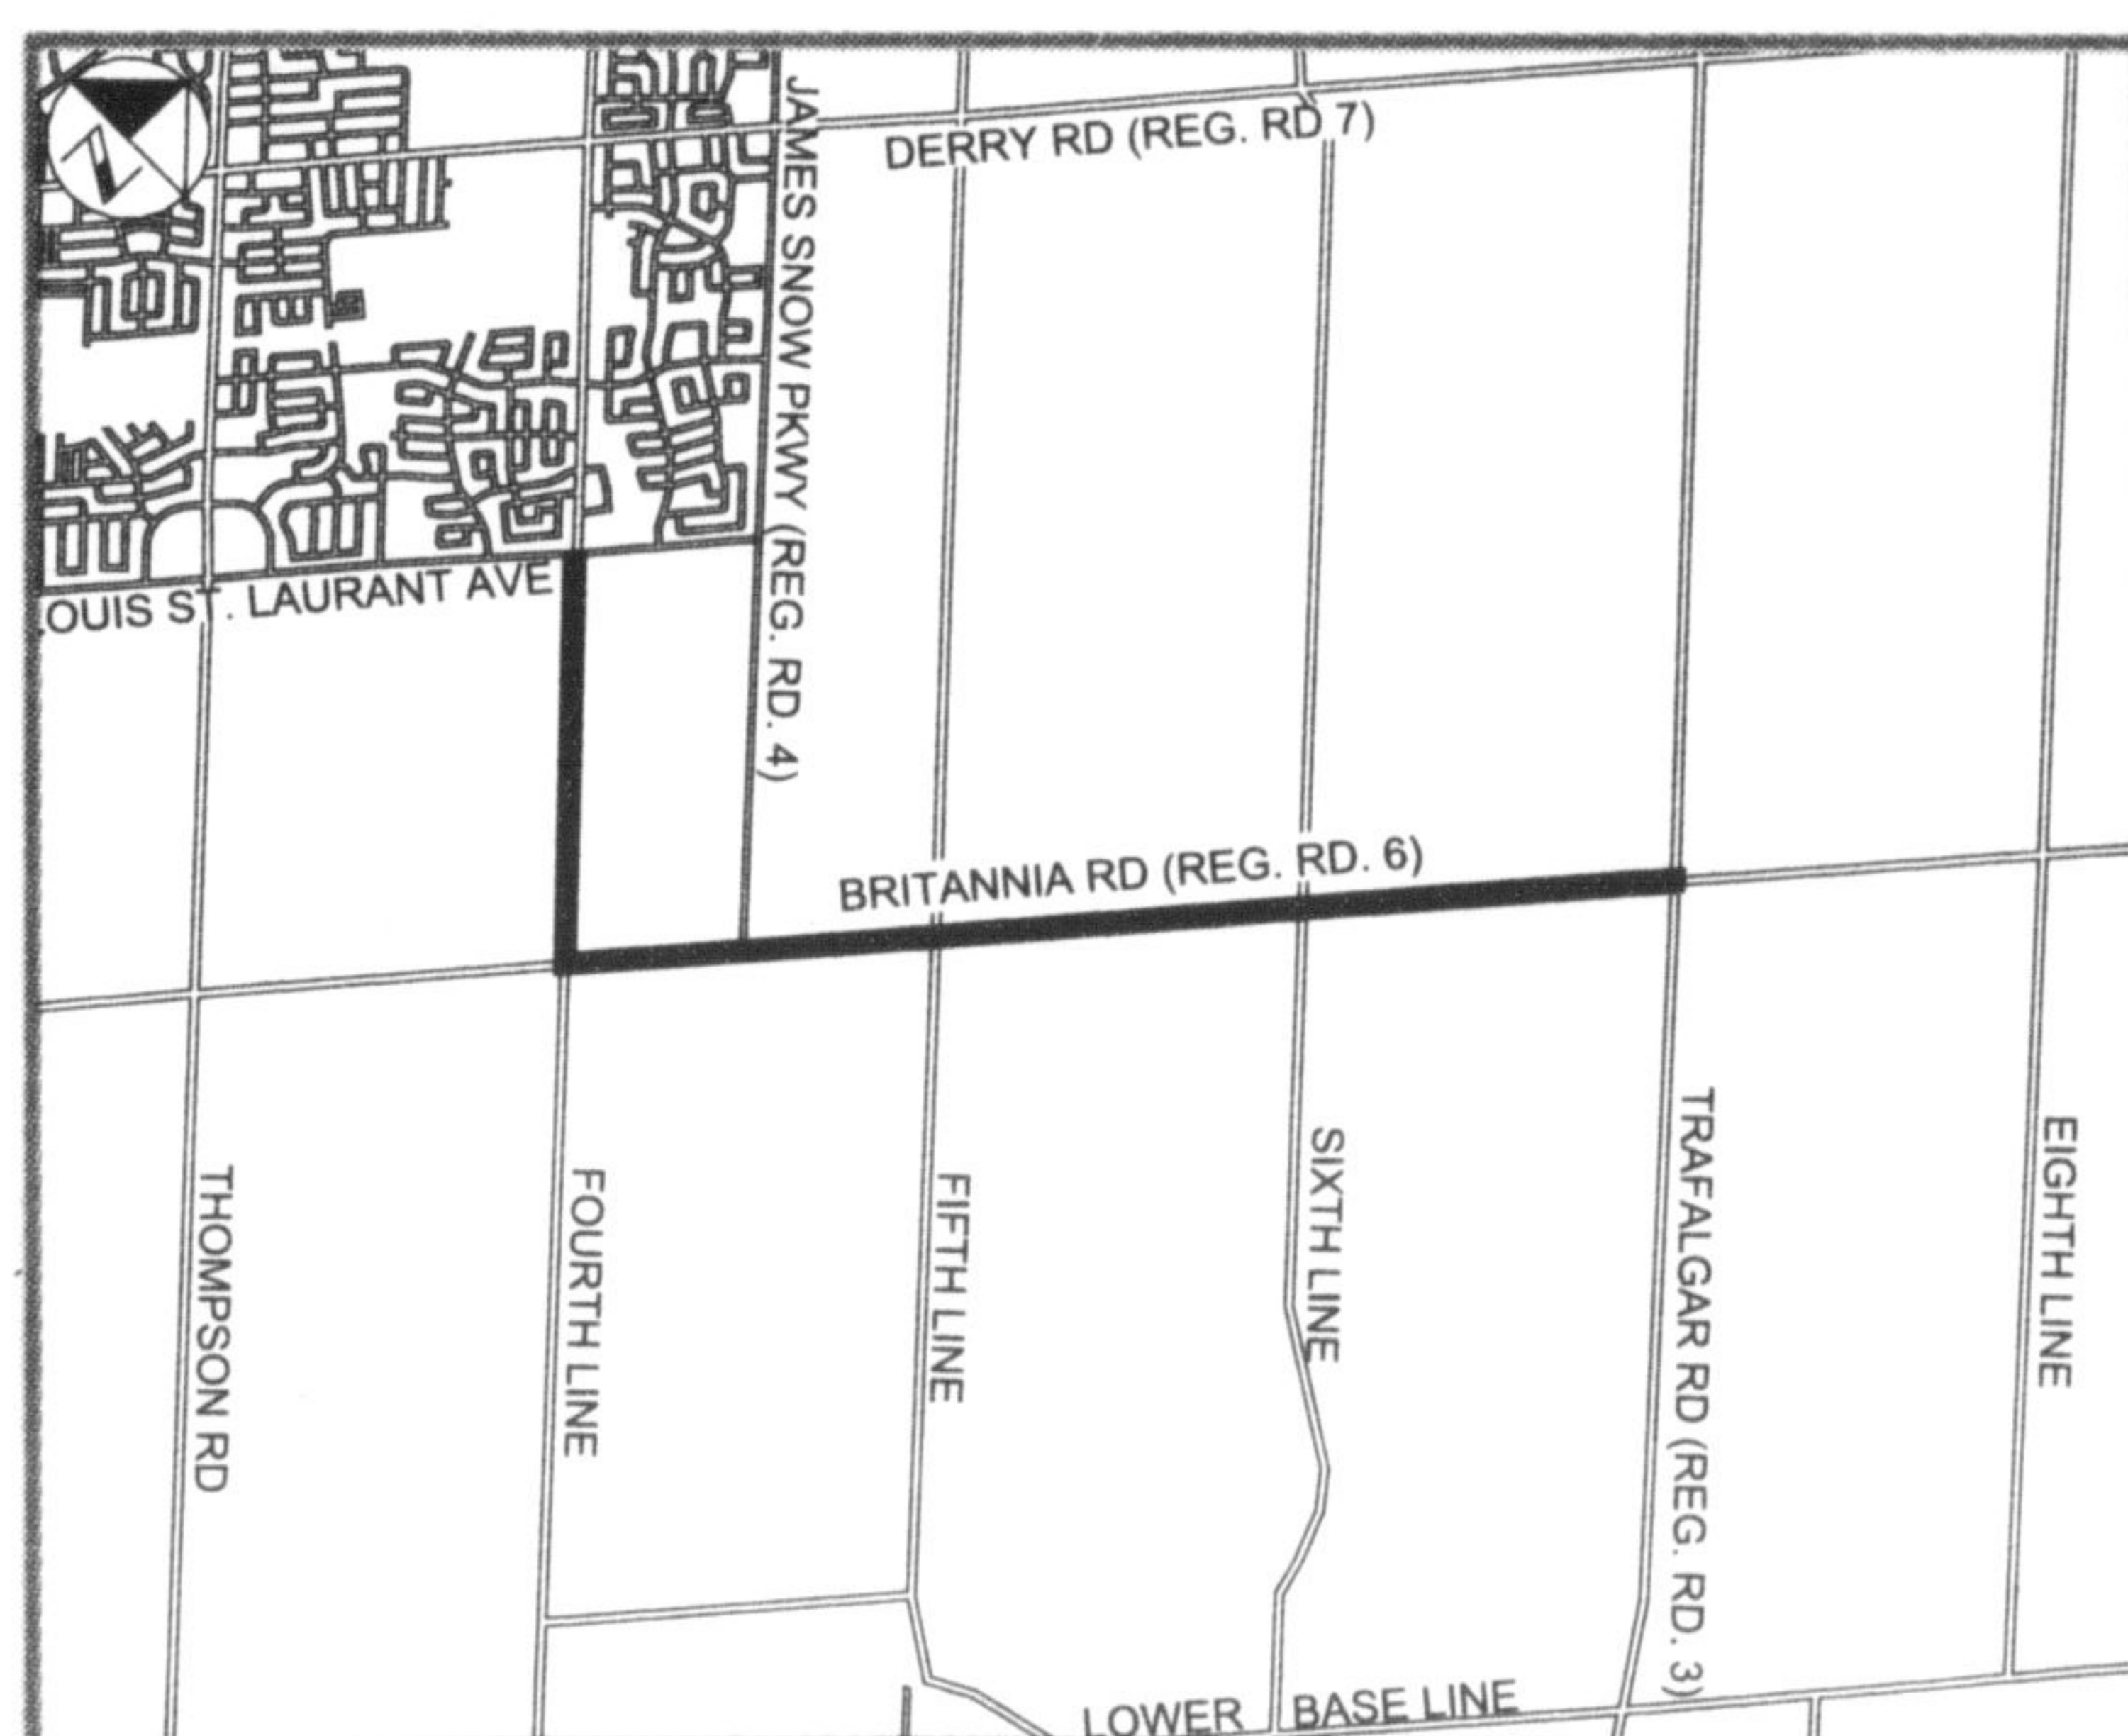 DERRY RD (REG. RD 7)
JAMES SNOW PKWY (REG. RD. 4)
OUIS ST. LAURANT AVE
BRITANNIA RD (REG. RD. 6)
THOMPSON RD
FOURTH LINE
FIFTH LINE
SIXTH LINE
TRAFALGAR RD (REG. RD. 3)
EIGHTH LINE
LOWER BASE LINE
N